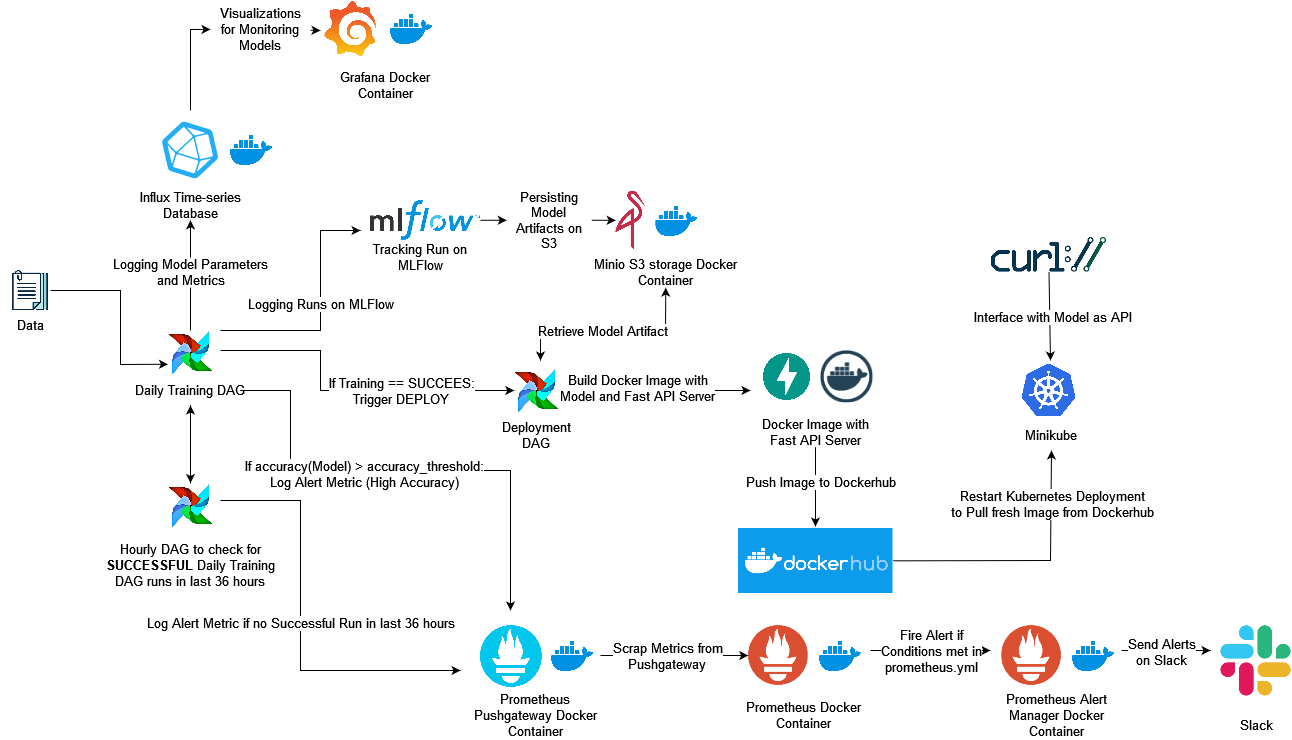 Visualizations
for Monitoring
Models
Grafana Docker
Container
Influx Time-series
Database
Logging Model Parameters
and Metrics
mlflow™
Tracking Run on
MLFlow
Persisting
Model
Artifacts on
S3
Minio S3 storage Docker
Container
curl://
Interface with Model as API
Minikube
Data
Logging Runs on MLFlow
Retrieve Model Artifact
Daily Training DAG
If Training == SUCCEES:
Trigger DEPLOY
Deployment
DAG
Build Docker Image with
Model and Fast API Server
Docker Image with
Fast API Server
Push Image to Dockerhub
dockerhub
Restart Kubernetes Deployment
to Pull fresh Image from Dockerhub
If accuracy(Model) > accuracy_threshold:
Log Alert Metric (High Accuracy)
Hourly DAG to check for
SUCCESSFUL Daily Training
DAG runs in last 36 hours
Log Alert Metric if no Successful Run in last 36 hours
Prometheus
Pushgateway Docker
Container
Scrap Metrics from
Pushgateway
Prometheus Docker
Container
Fire Alert if
Conditions met in
prometheus.yml
Prometheus Alert
Manager Docker
Container
Send Alerts
on Slack
Slack